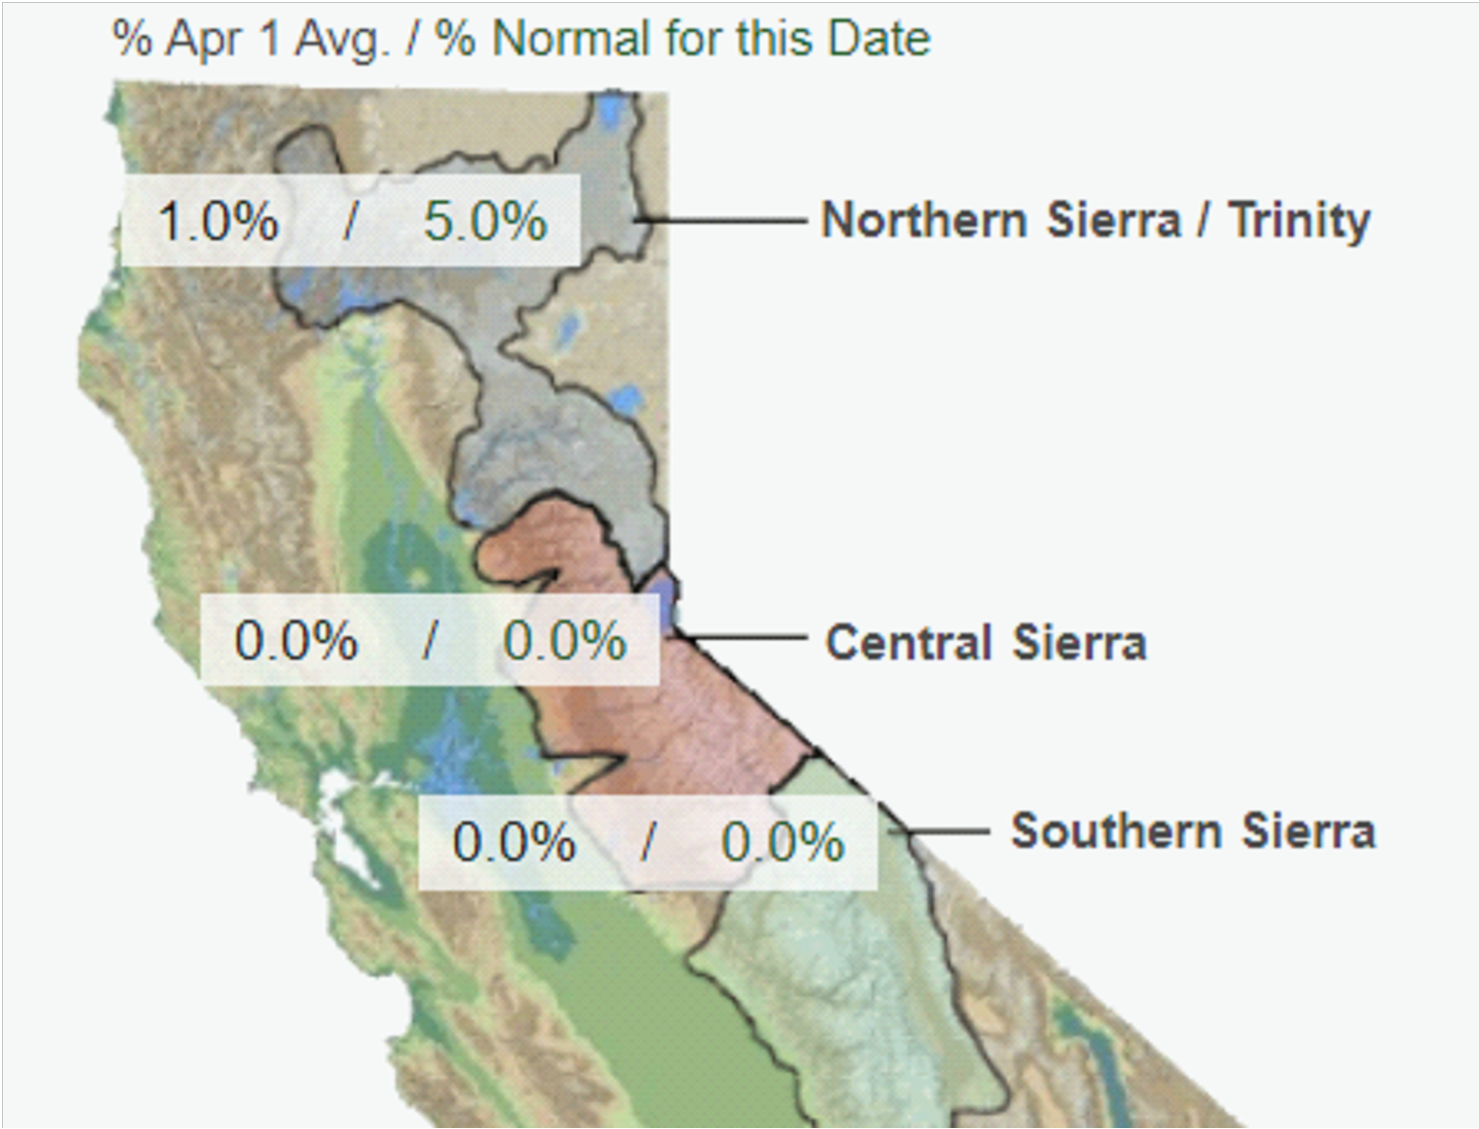 % Apr 1 Avg. / % Normal for this Date
1.0% / 5.0% Northern Sierra / Trinity
0.0% / 0.0% Central Sierra
0.0% / 0.0% Southern Sierra